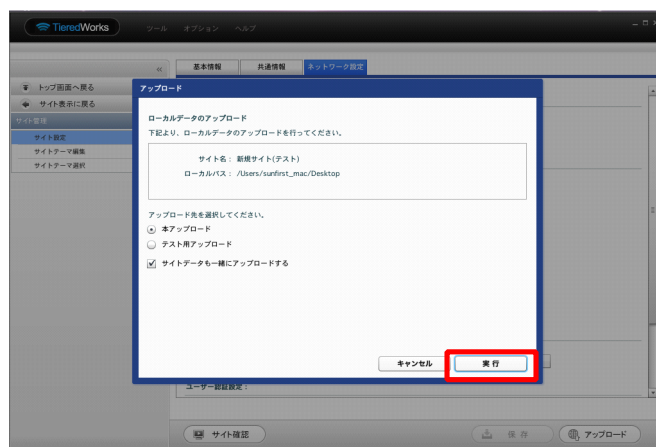 TieredWorks ツール オプション ヘルプ
基本情報 共通情報 ネットワーク設定
トップ画面へ戻る
サイト表示に戻る
サイト管理
サイト設定
サイトテーマ編集
サイトテーマ選択
アップロード
ローカルデータのアップロード
下記より、ローカルデータのアップロードを行ってください。
サイト名： 新規サイト(テスト)
ローカルパス： /Users/sunfirst_mac/Desktop
アップロード先を選択してください。
本アップロード
テスト用アップロード
サイトデータも一緒にアップロードする
キャンセル 実行
ユーザー認証設定：
サイト確認 保存 アップロード